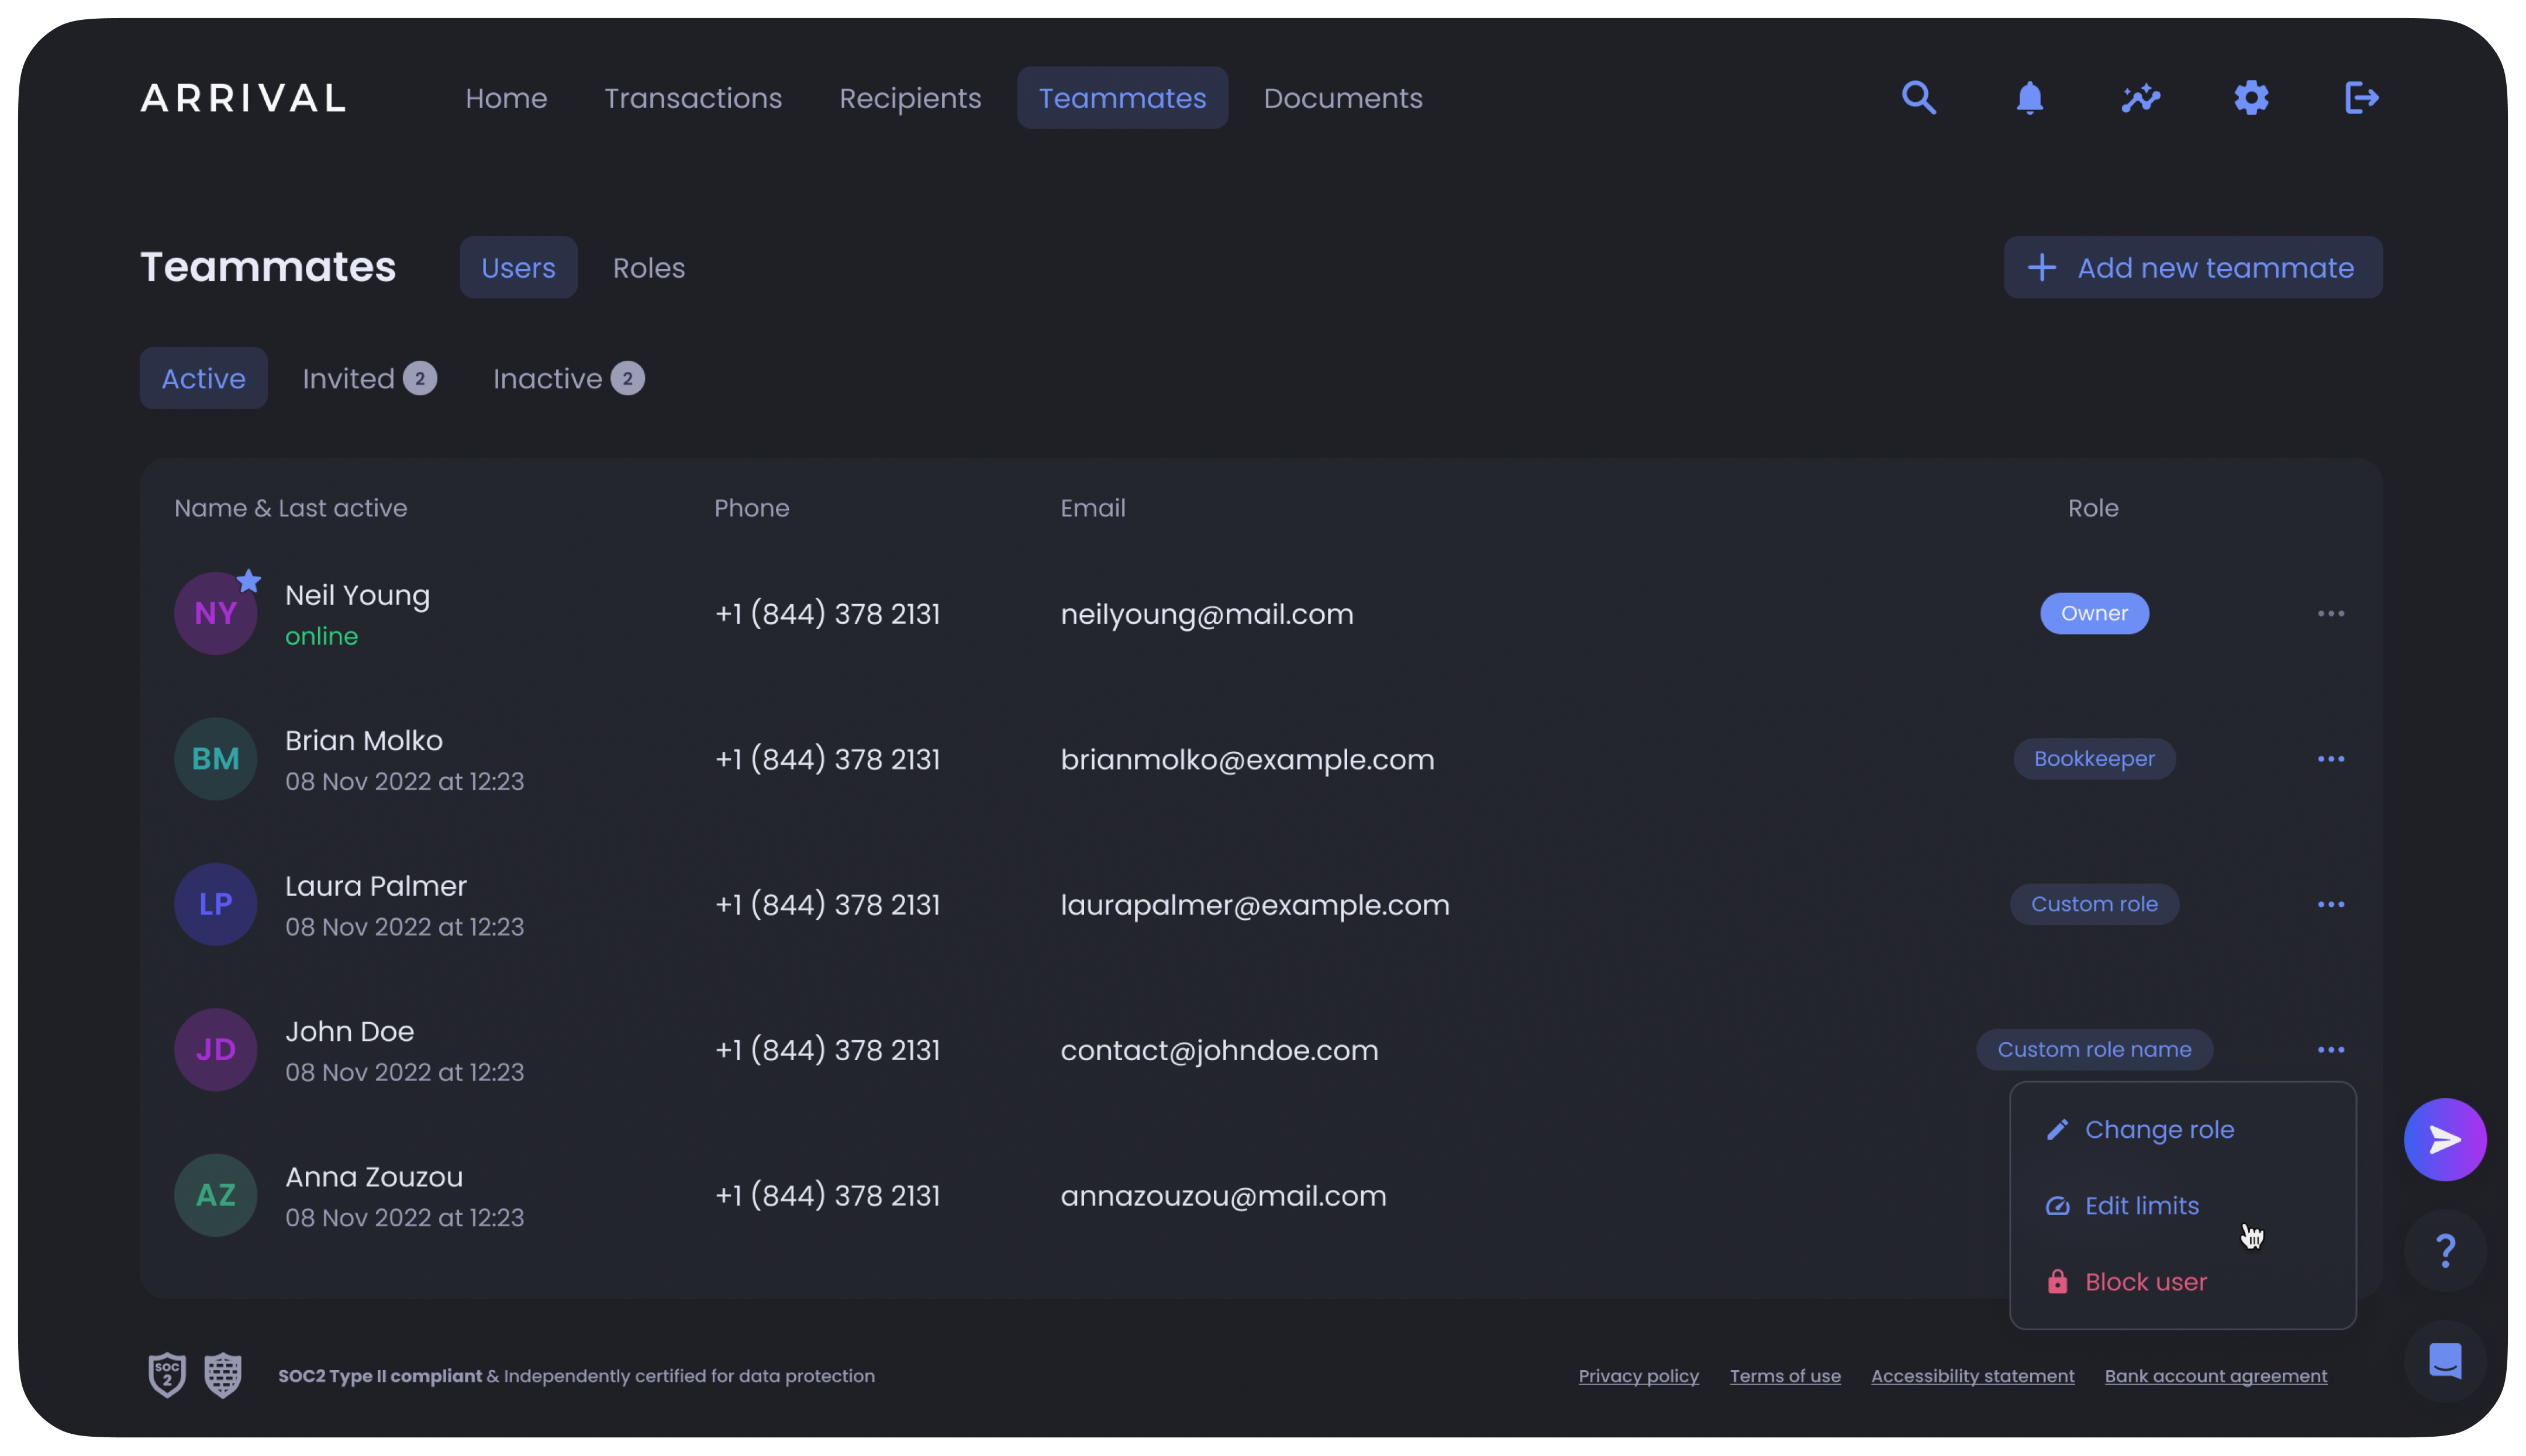 ARRIVAL Home Transactions Recipients Teammates Documents
Teammates Users Roles + Add new teammate
Active Invited 2 Inactive 2
Name & Last active Phone Email Role
NY Neil Young +1 (844) 378 2131 neilyoung@mail.com Owner
online
BM Brian Molko +1 (844) 378 2131 brianmolko@example.com Bookkeeper
08 Nov 2022 at 12:23
LP Laura Palmer +1 (844) 378 2131 laurapalmer@example.com Custom role
08 Nov 2022 at 12:23
JD John Doe +1 (844) 378 2131 contact@johndoe.com Custom role name
08 Nov 2022 at 12:23
AZ Anna Zouzou +1 (844) 378 2131 annazouzou@mail.com
08 Nov 2022 at 12:23
Change role
Edit limits
Block user
?
SOC
2
SOC2 Type II compliant & Independently certified for data protection
Privacy policy Terms of use Accessibility statement Bank account agreement